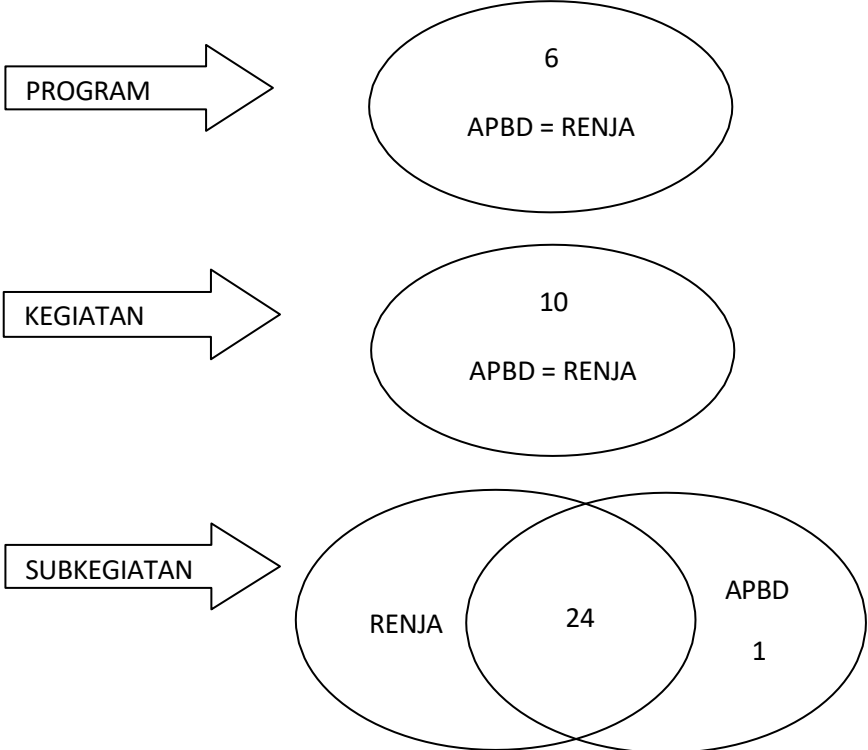 PROGRAM
6
APBD = RENJA
KEGIATAN
10
APBD = RENJA
SUBKEGIATAN
RENJA
24
APBD
1